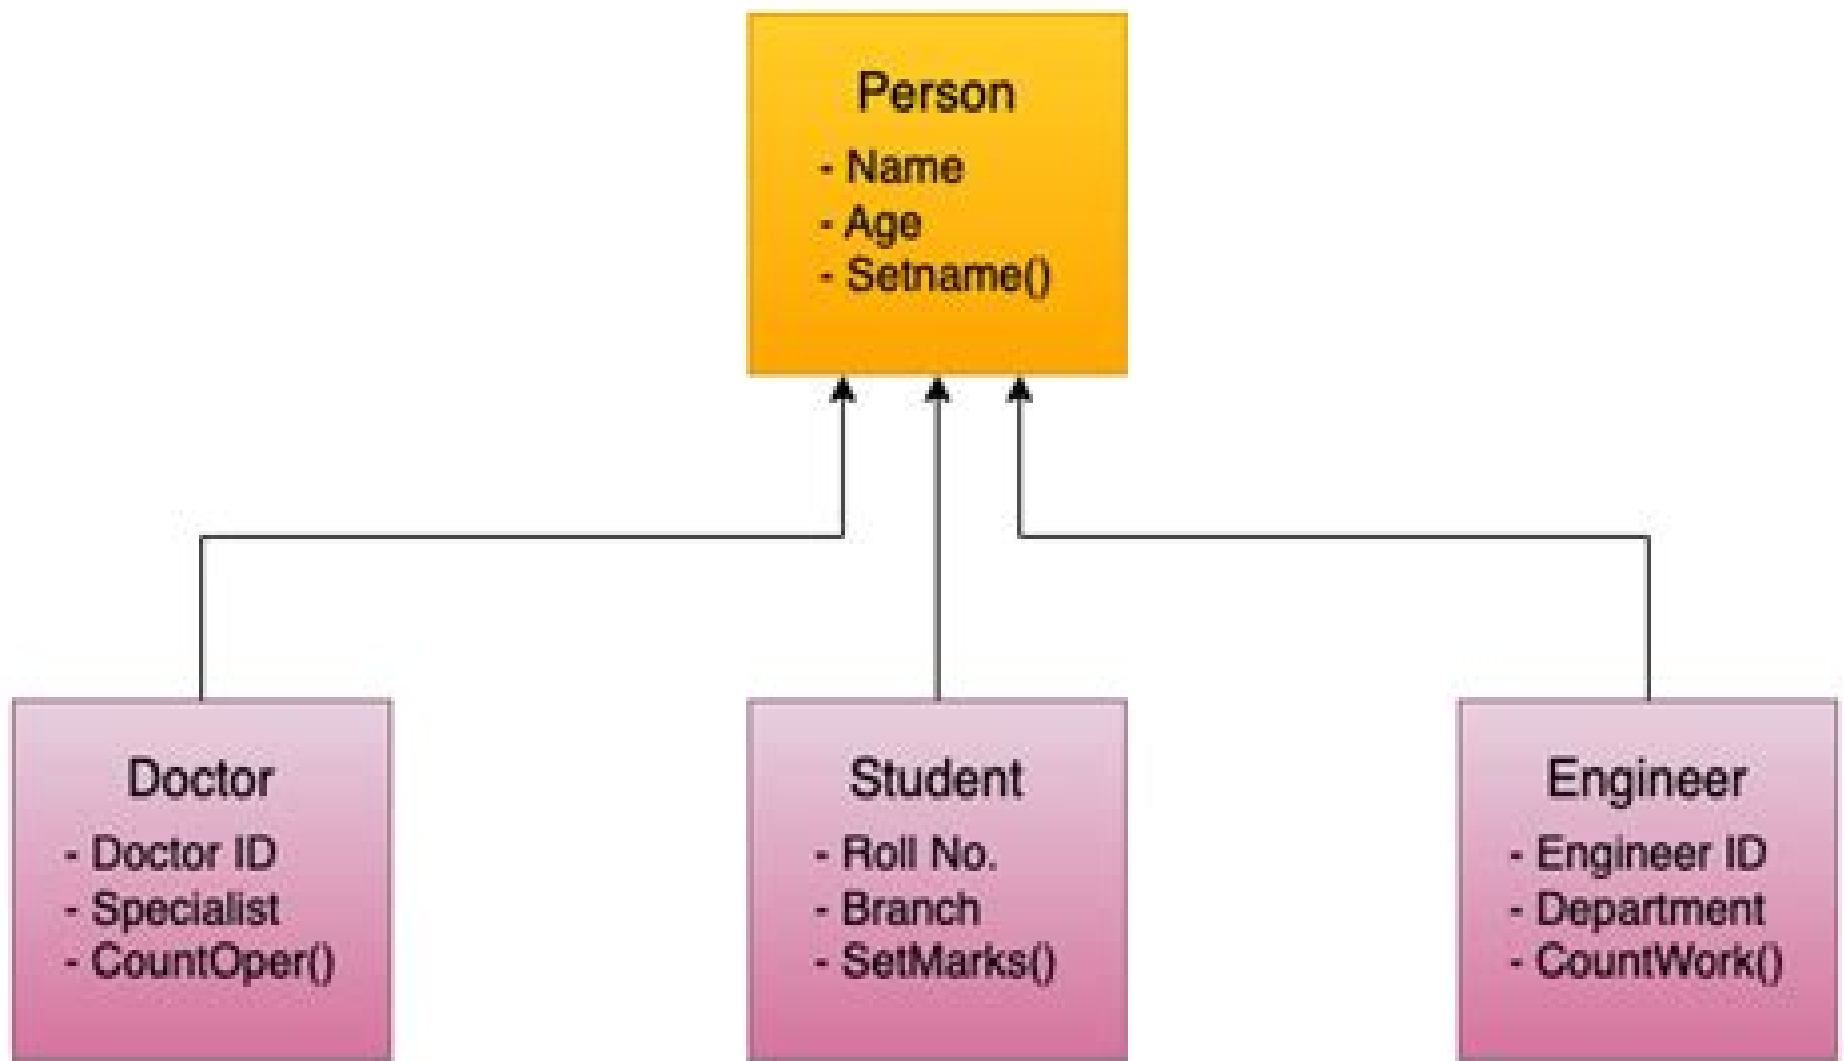 Person
- Name
- Age
- Setname()
Doctor
- Doctor ID
- Specialist
- CountOper()
Student
- Roll No.
- Branch
- SetMarks()
Engineer
- Engineer ID
- Department
- CountWork()